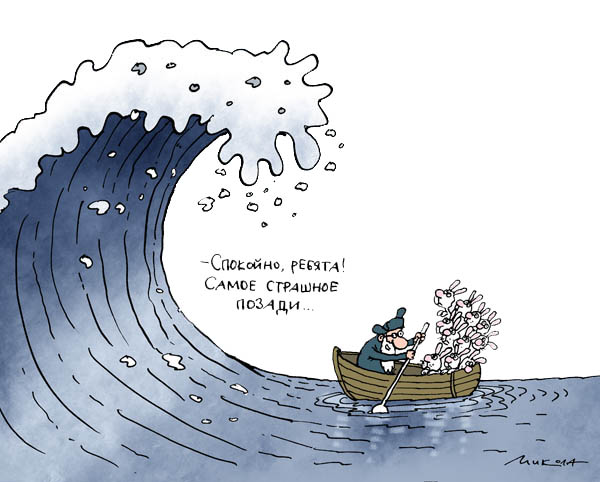 -Спокойно, ребята!
Самое страшное
позади...
Микола